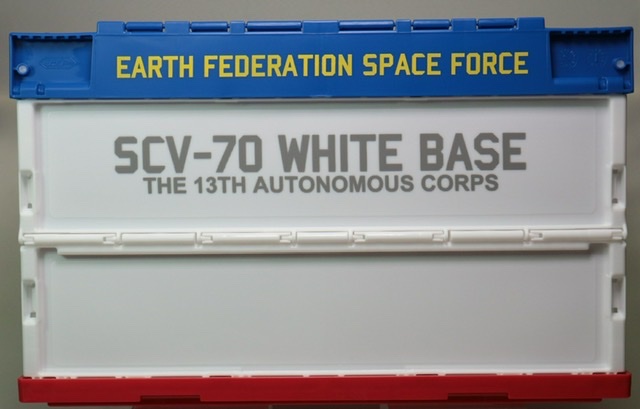 EARTH FEDERATION SPACE FORCE
SCV-70 WHITE BASE
THE 13TH AUTONOMOUS CORPS